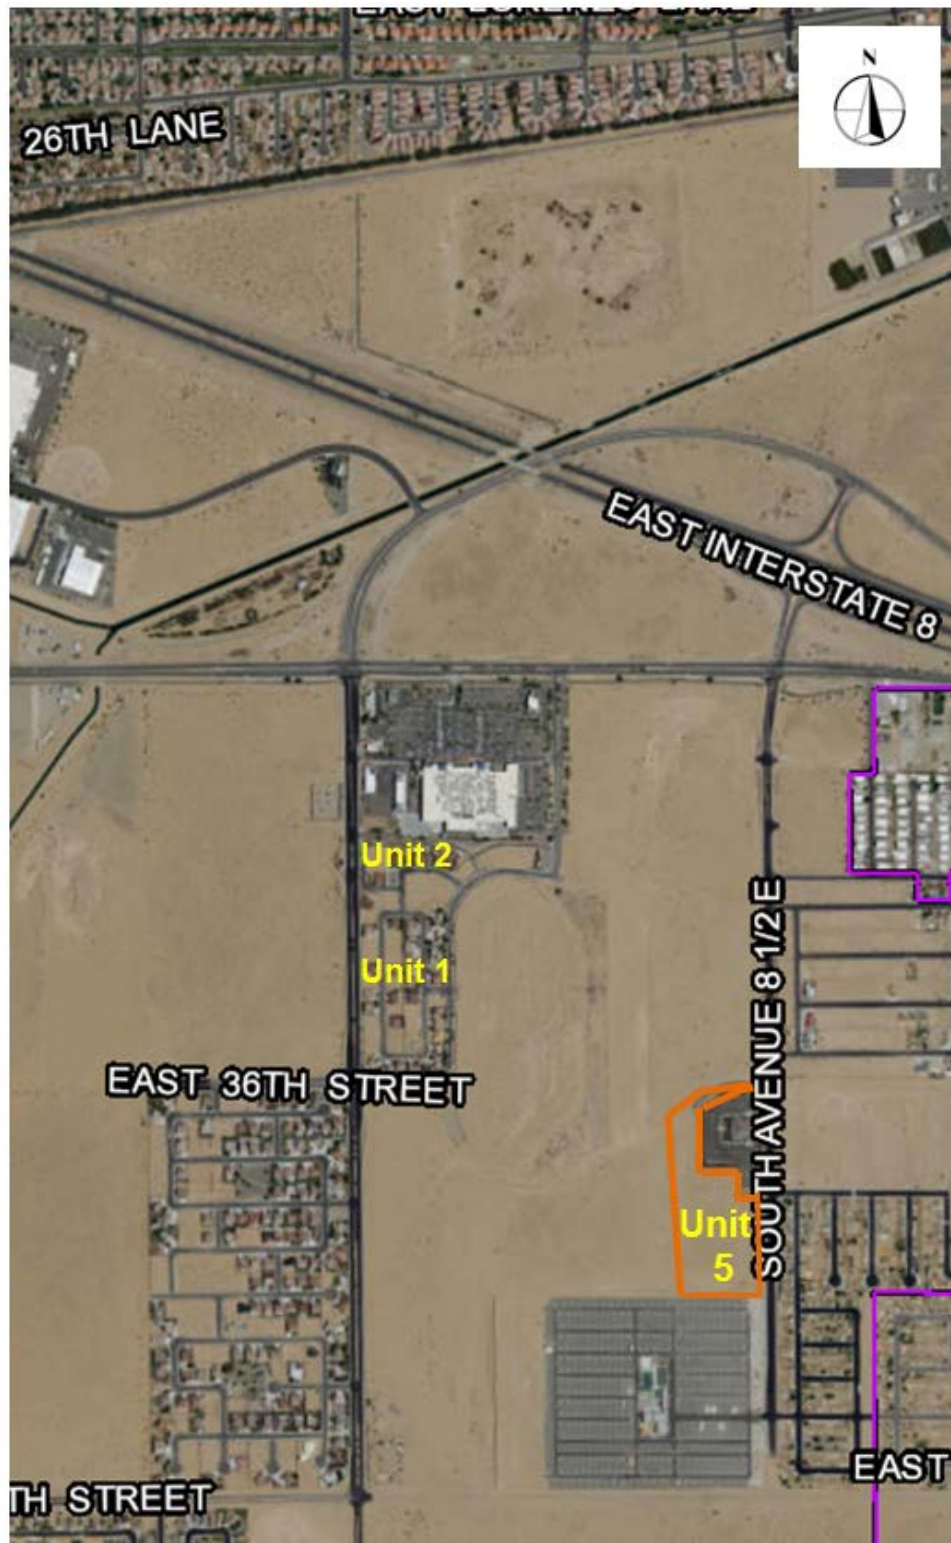 N
26TH LANE
EAST INTERSTATE 8
Unit 2
Unit 1
SOUTH AVENUE 8 1/2 E
EAST 36TH STREET
Unit
5
EAST
TH STREET